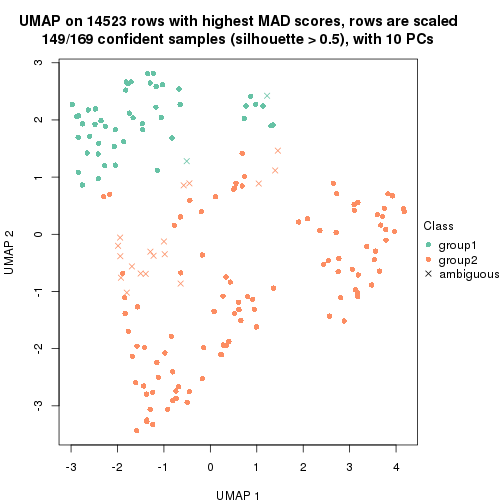 UMAP on 14523 rows with highest MAD scores, rows are scaled
149/169 confident samples (silhouette > 0.5), with 10 PCs
3
2
1
0
-1
-2
-3
UMAP 2
-3 -2 -1 0 1 2 3 4
UMAP 1
Class
group1
group2
ambiguous